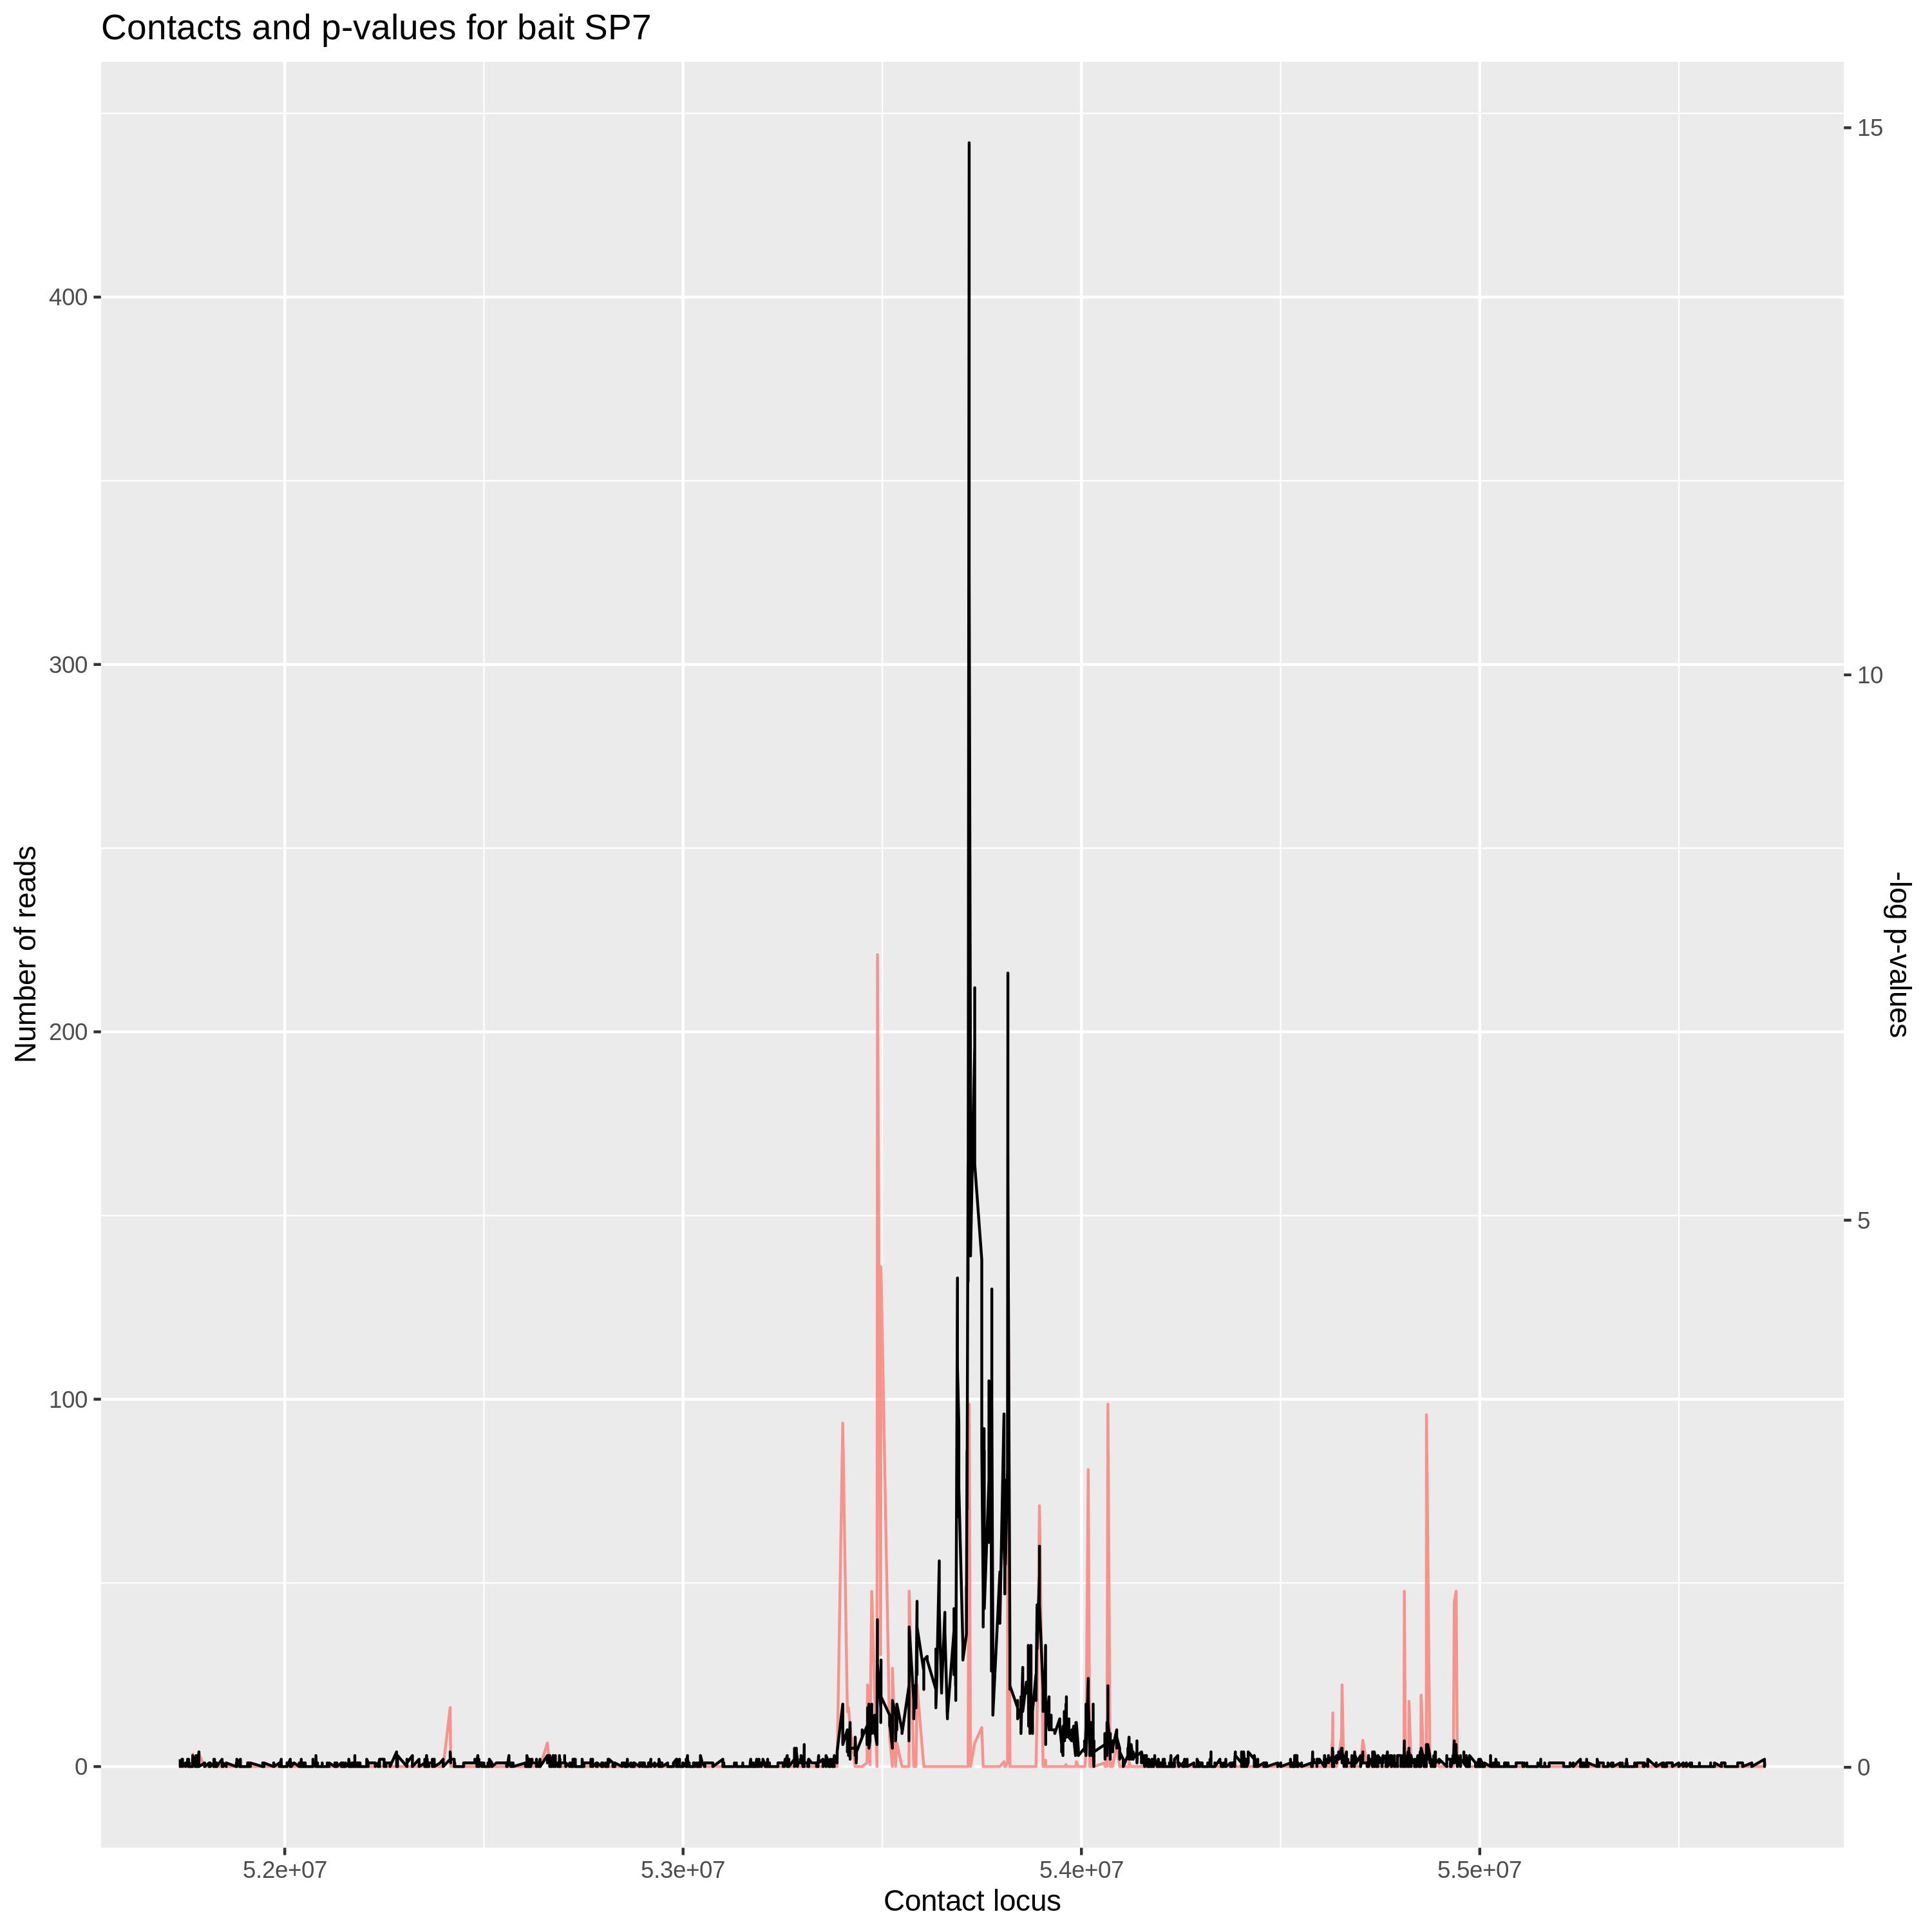 Contacts and p-values for bait SP7
400
300
200
100
0
Number of reads
15
10
5
0
-log p-values
5.2e+07
5.3e+07
5.4e+07
5.5e+07
Contact locus